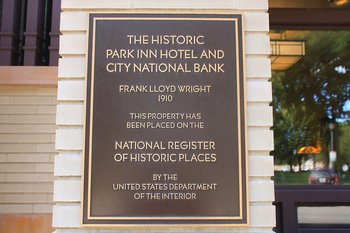 THE HISTORIC
PARK INN HOTEL AND
CITY NATIONAL BANK
FRANK LLOYD WRIGHT
1910
THIS PROPERTY HAS
BEEN PLACED ON THE
NATIONAL REGISTER
OF HISTORIC PLACES
BY THE
UNITED STATES DEPARTMENT
OF THE INTERIOR